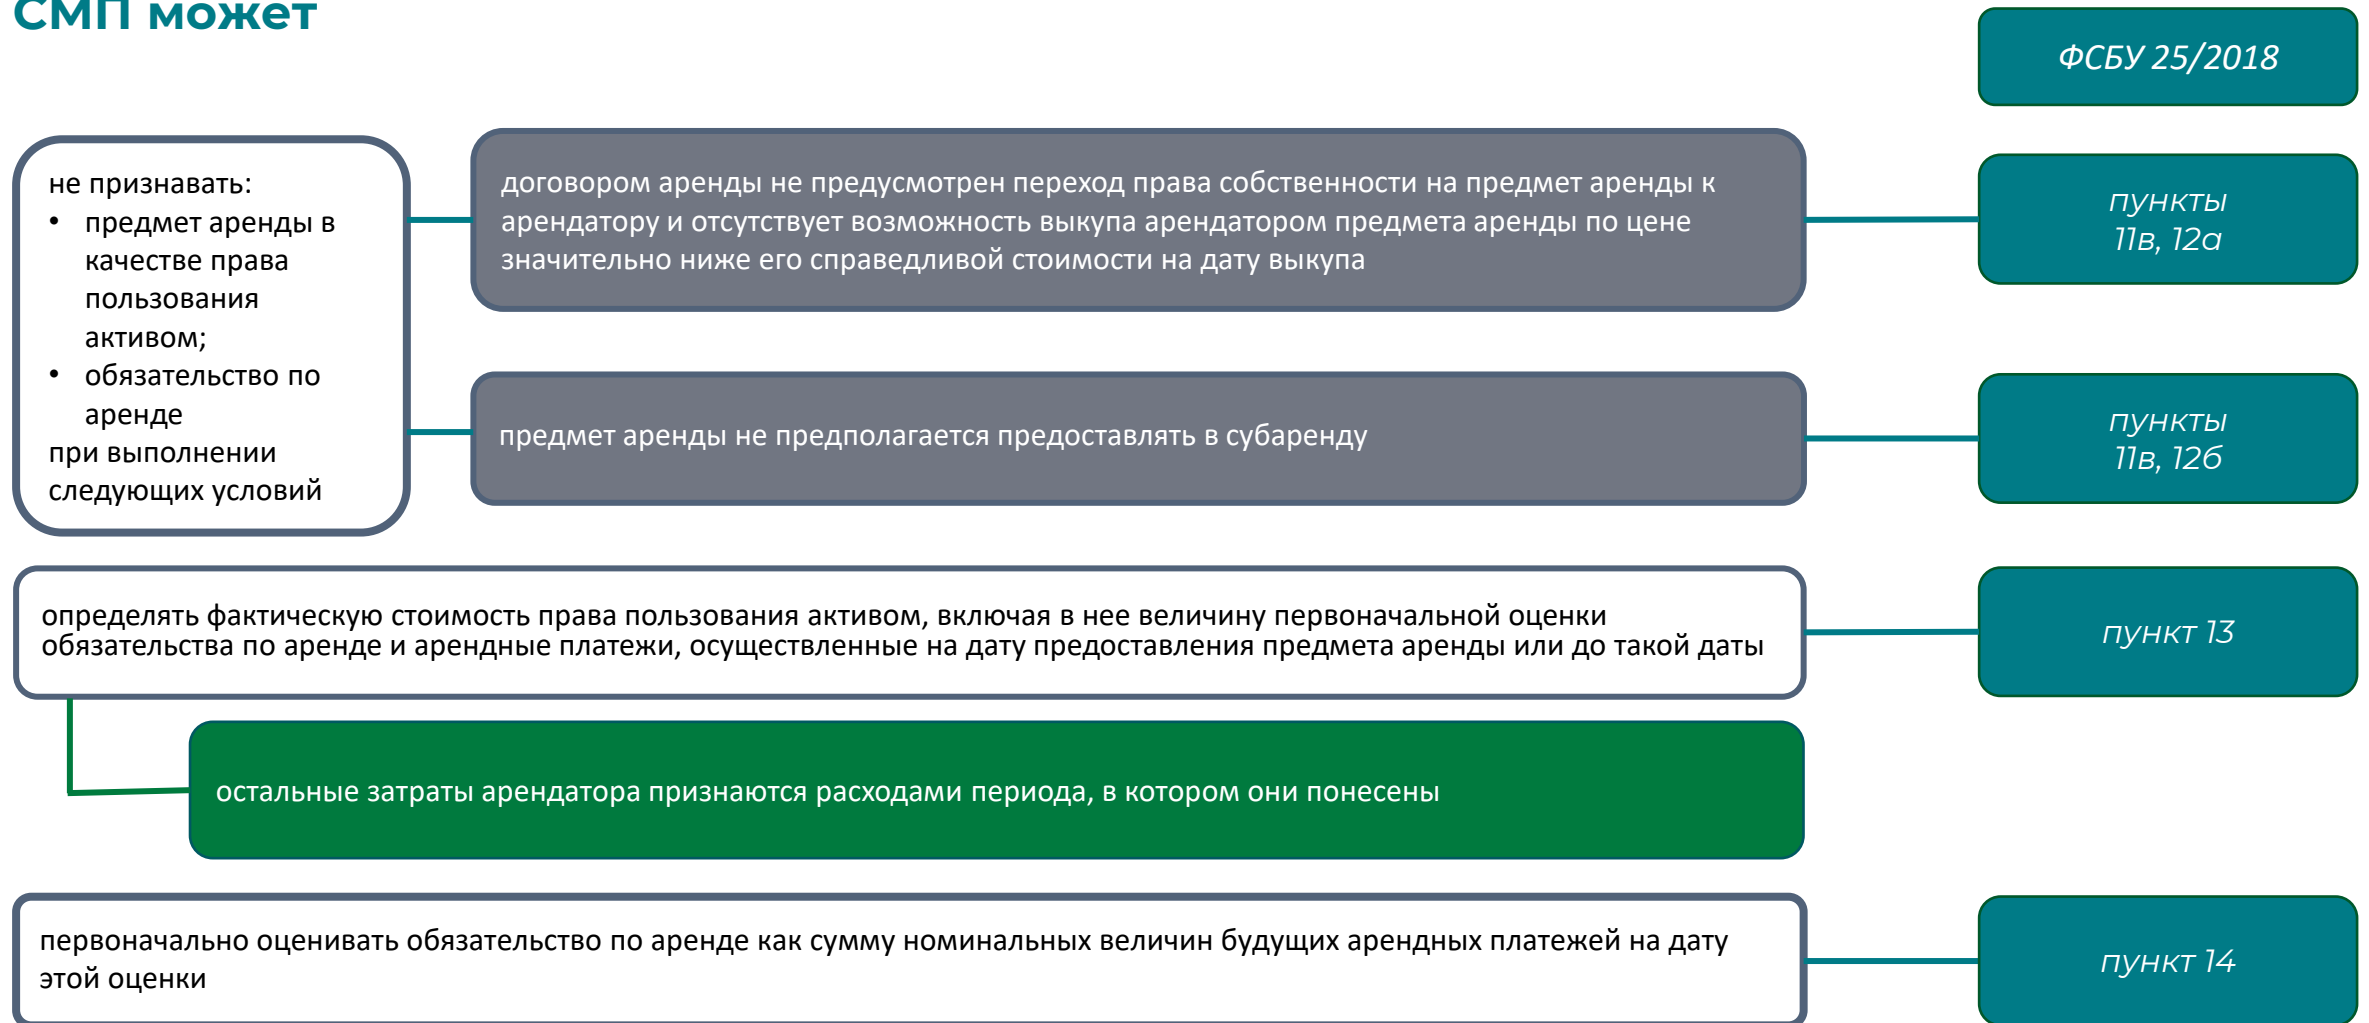 СМП может
ФСБУ 25/2018
не признавать:
• предмет аренды в
качестве права
пользования
активом;
• обязательство по
аренде
при выполнении
следующих условий
договором аренды не предусмотрен переход права собственности на предмет аренды к
арендатору и отсутствует возможность выкупа арендатором предмета аренды по цене
значительно ниже его справедливой стоимости на дату выкупа
пункты
11в, 12а
предмет аренды не предполагается предоставлять в субаренду
пункты
11в, 12б
определять фактическую стоимость права пользования активом, включая в нее величину первоначальной оценки
обязательства по аренде и арендные платежи, осуществленные на дату предоставления предмета аренды или до такой даты
пункт 13
остальные затраты арендатора признаются расходами периода, в котором они понесены
первоначально оценивать обязательство по аренде как сумму номинальных величин будущих арендных платежей на дату
этой оценки
пункт 14